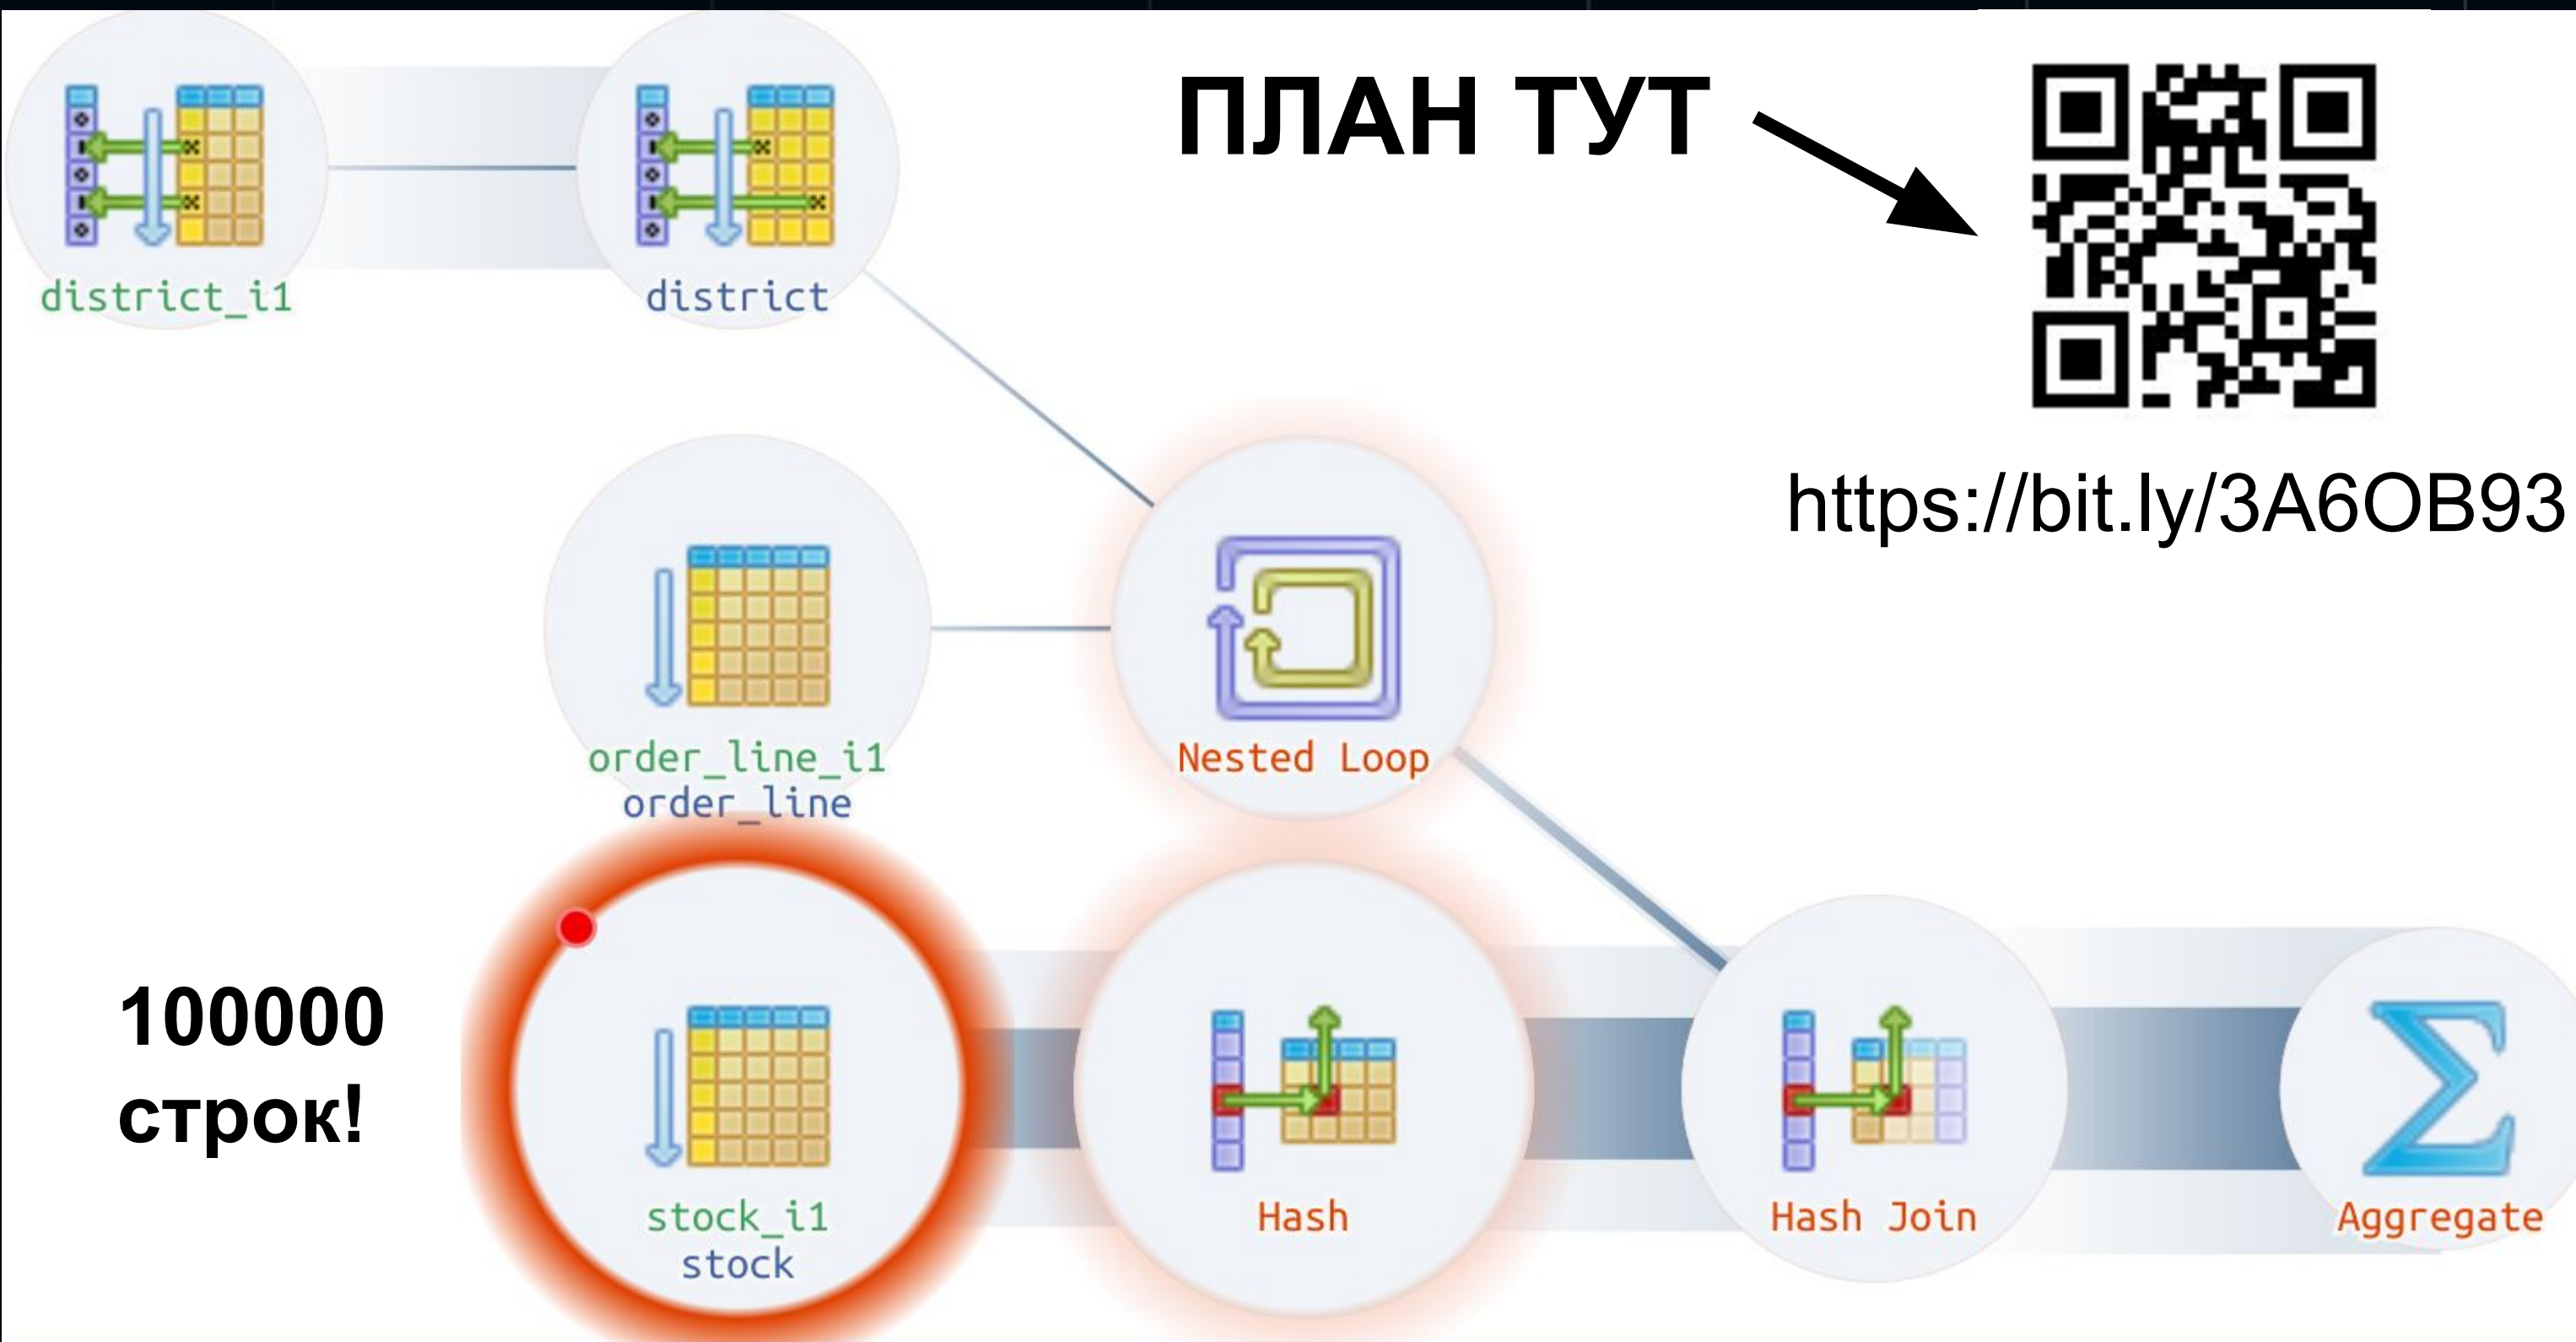 ПЛАН ТУТ
https://bit.ly/3A6OB93
district_i1
district
order_line_i1
order_line
Nested Loop
100000
строк!
stock_i1
stock
Hash
Hash Join
Aggregate